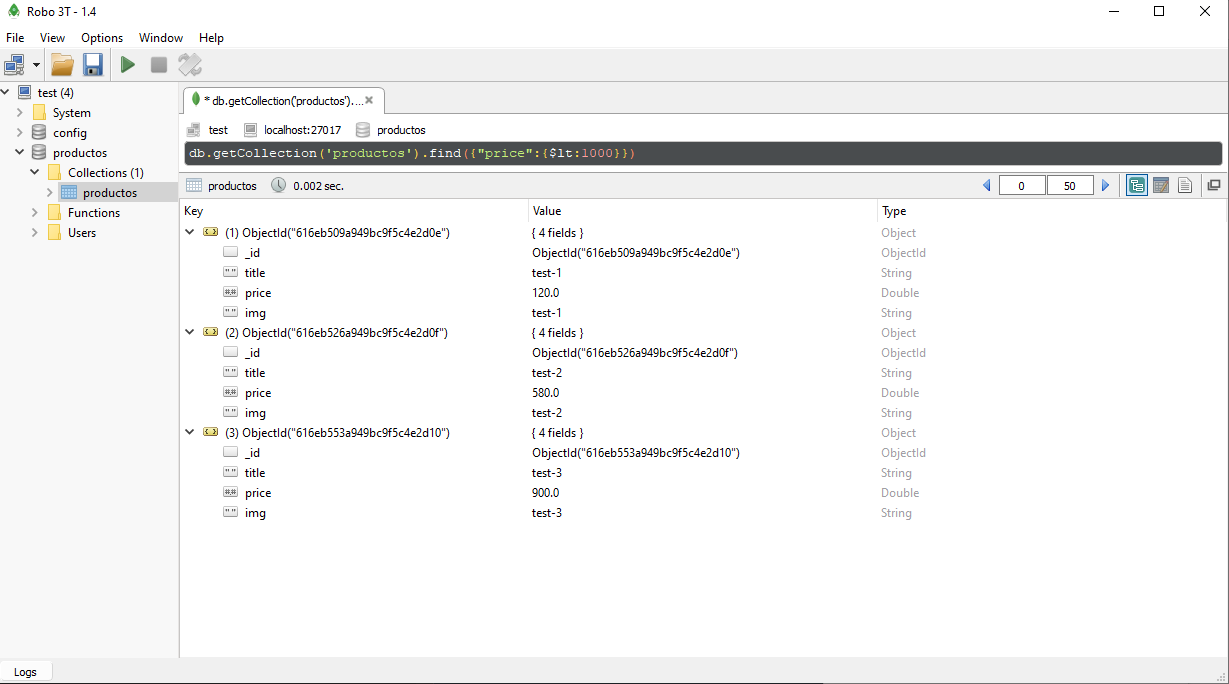 Robo 3T - 1.4
File View Options Window Help
test (4)
System
config
productos
Collections (1)
productos
Functions
Users
* db.getCollection('productos')....
test localhost:27017 productos
db.getCollection('productos').find({"price":{$lt:1000}})
productos 0.002 sec. 0 50
Key Value Type
(1) ObjectId("616eb509a949bc9f5c4e2d0e") { 4 fields } Object
_id ObjectId("616eb509a949bc9f5c4e2d0e") ObjectId
title test-1 String
price 120.0 Double
img test-1 String
(2) ObjectId("616eb526a949bc9f5c4e2d0f") { 4 fields } Object
_id ObjectId("616eb526a949bc9f5c4e2d0f") ObjectId
title test-2 String
price 580.0 Double
img test-2 String
(3) ObjectId("616eb553a949bc9f5c4e2d10") { 4 fields } Object
_id ObjectId("616eb553a949bc9f5c4e2d10") ObjectId
title test-3 String
price 900.0 Double
img test-3 String
Logs